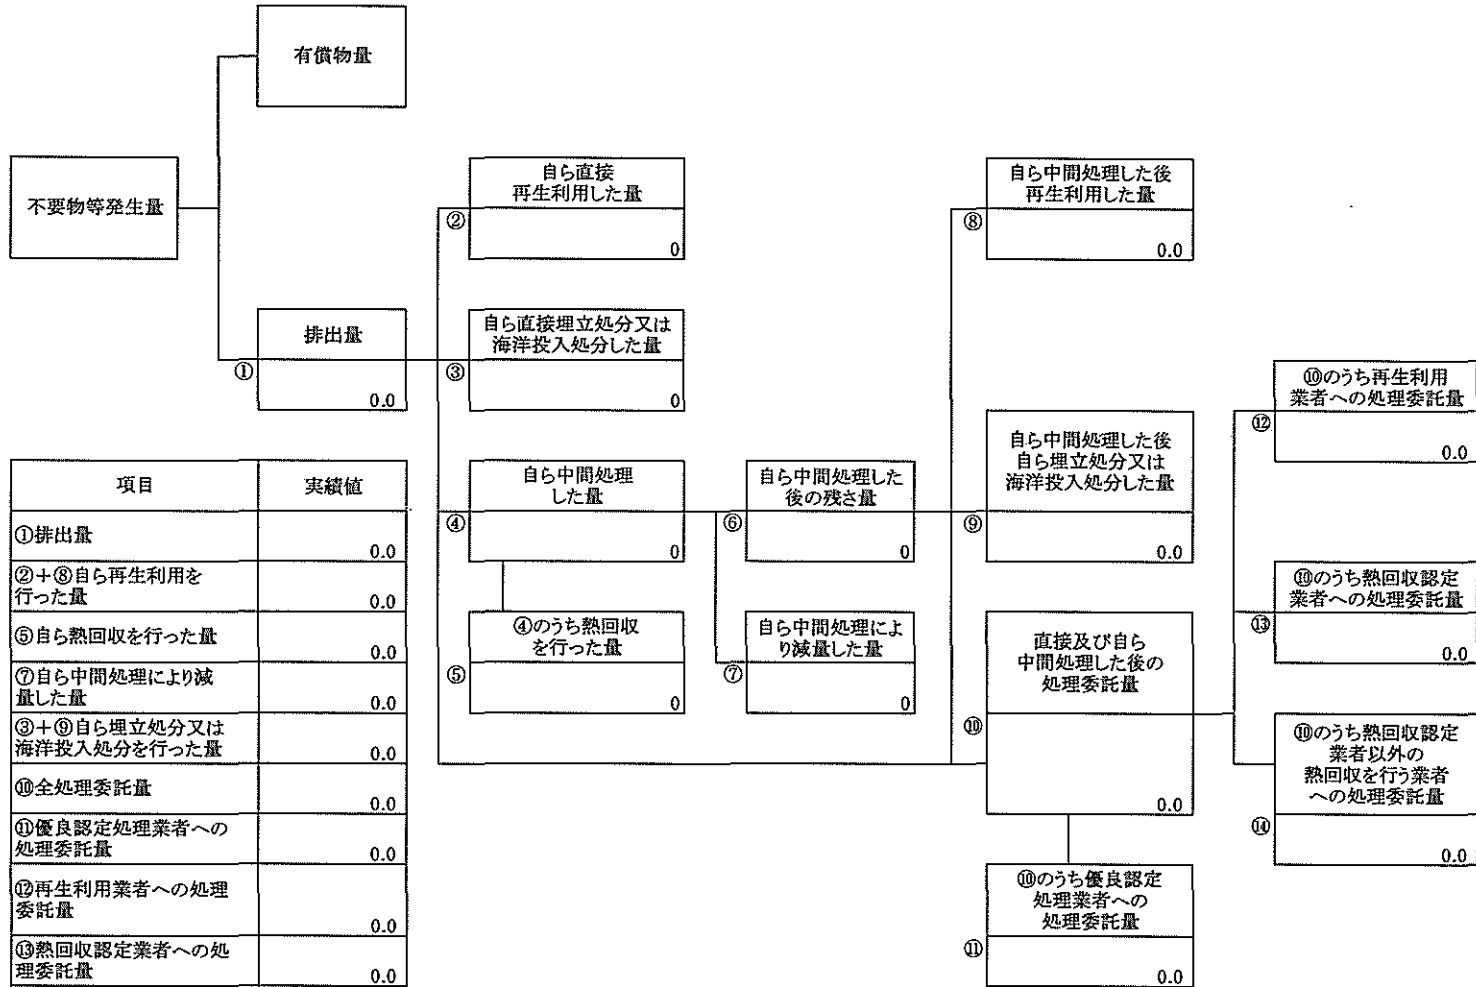 有償物量
不要物等発生量
自ら直接
再生利用した量
②
0
自ら中間処理した後
再生利用した量
⑧
0.0
排出量
①
0.0
自ら直接埋立処分又は
海洋投入処分した量
③
0
⑩のうち再生利用
業者への処理委託量
⑫
0.0
自ら中間処理
した量
④
0
自ら中間処理した
後の残さ量
⑥
0
自ら中間処理した後
自ら埋立処分又は
海洋投入処分した量
⑨
0.0
④のうち熱回収
を行った量
⑤
0
自ら中間処理によ
り減量した量
⑦
0
直接及び自ら
中間処理した後の
処理委託量
⑩
0.0
⑩のうち熱回収認定
業者への処理委託量
⑬
0.0
⑩のうち熱回収認定
業者以外の
熱回収を行う業者
への処理委託量
⑭
0.0
⑩のうち優良認定
処理業者への
処理委託量
⑪
0.0
項目 実績値
①排出量
0.0
②+⑧自ら再生利用を
行った量
0.0
⑤自ら熱回収を行った量
0.0
⑦自ら中間処理により減
量した量
0.0
③+⑨自ら埋立処分又は
海洋投入処分を行った量
0.0
⑩全処理委託量
0.0
⑪優良認定処理業者への
処理委託量
0.0
⑫再生利用業者への処理
委託量
0.0
⑬熱回収認定業者への処
理委託量
0.0